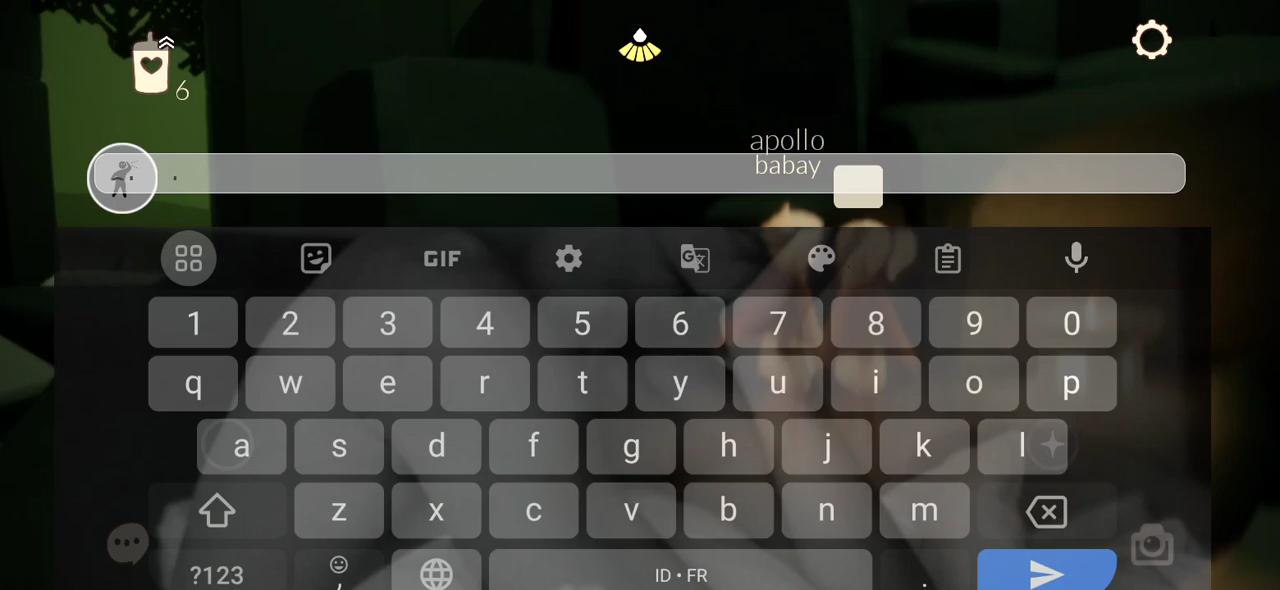 6
apollo
babay
GIF
1 2 3 4 5 6 7 8 9 0
q w e r t y u i o p
a s d f g h j k l
z x c v b n m
?123 , ID • FR .